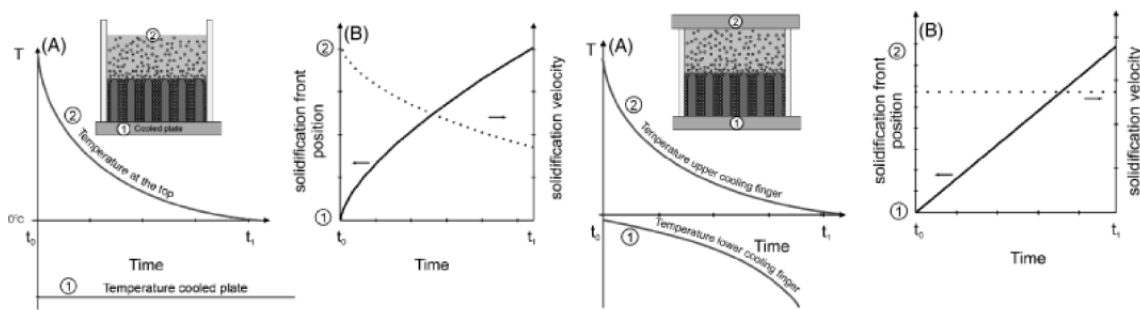 (A)
T
②
① Cooled plate
②
Temperature at the top
0°C
t₀
t₁
Time
① Temperature cooled plate
(B)
②
solidification front
position
①
t₀
t₁
Time
solidification velocity
(A)
T
②
①
②
Temperature upper cooling finger
①
Temperature lower cooling finger
t₀
t₁
Time
(B)
②
solidification front
position
①
t₀
t₁
Time
solidification velocity